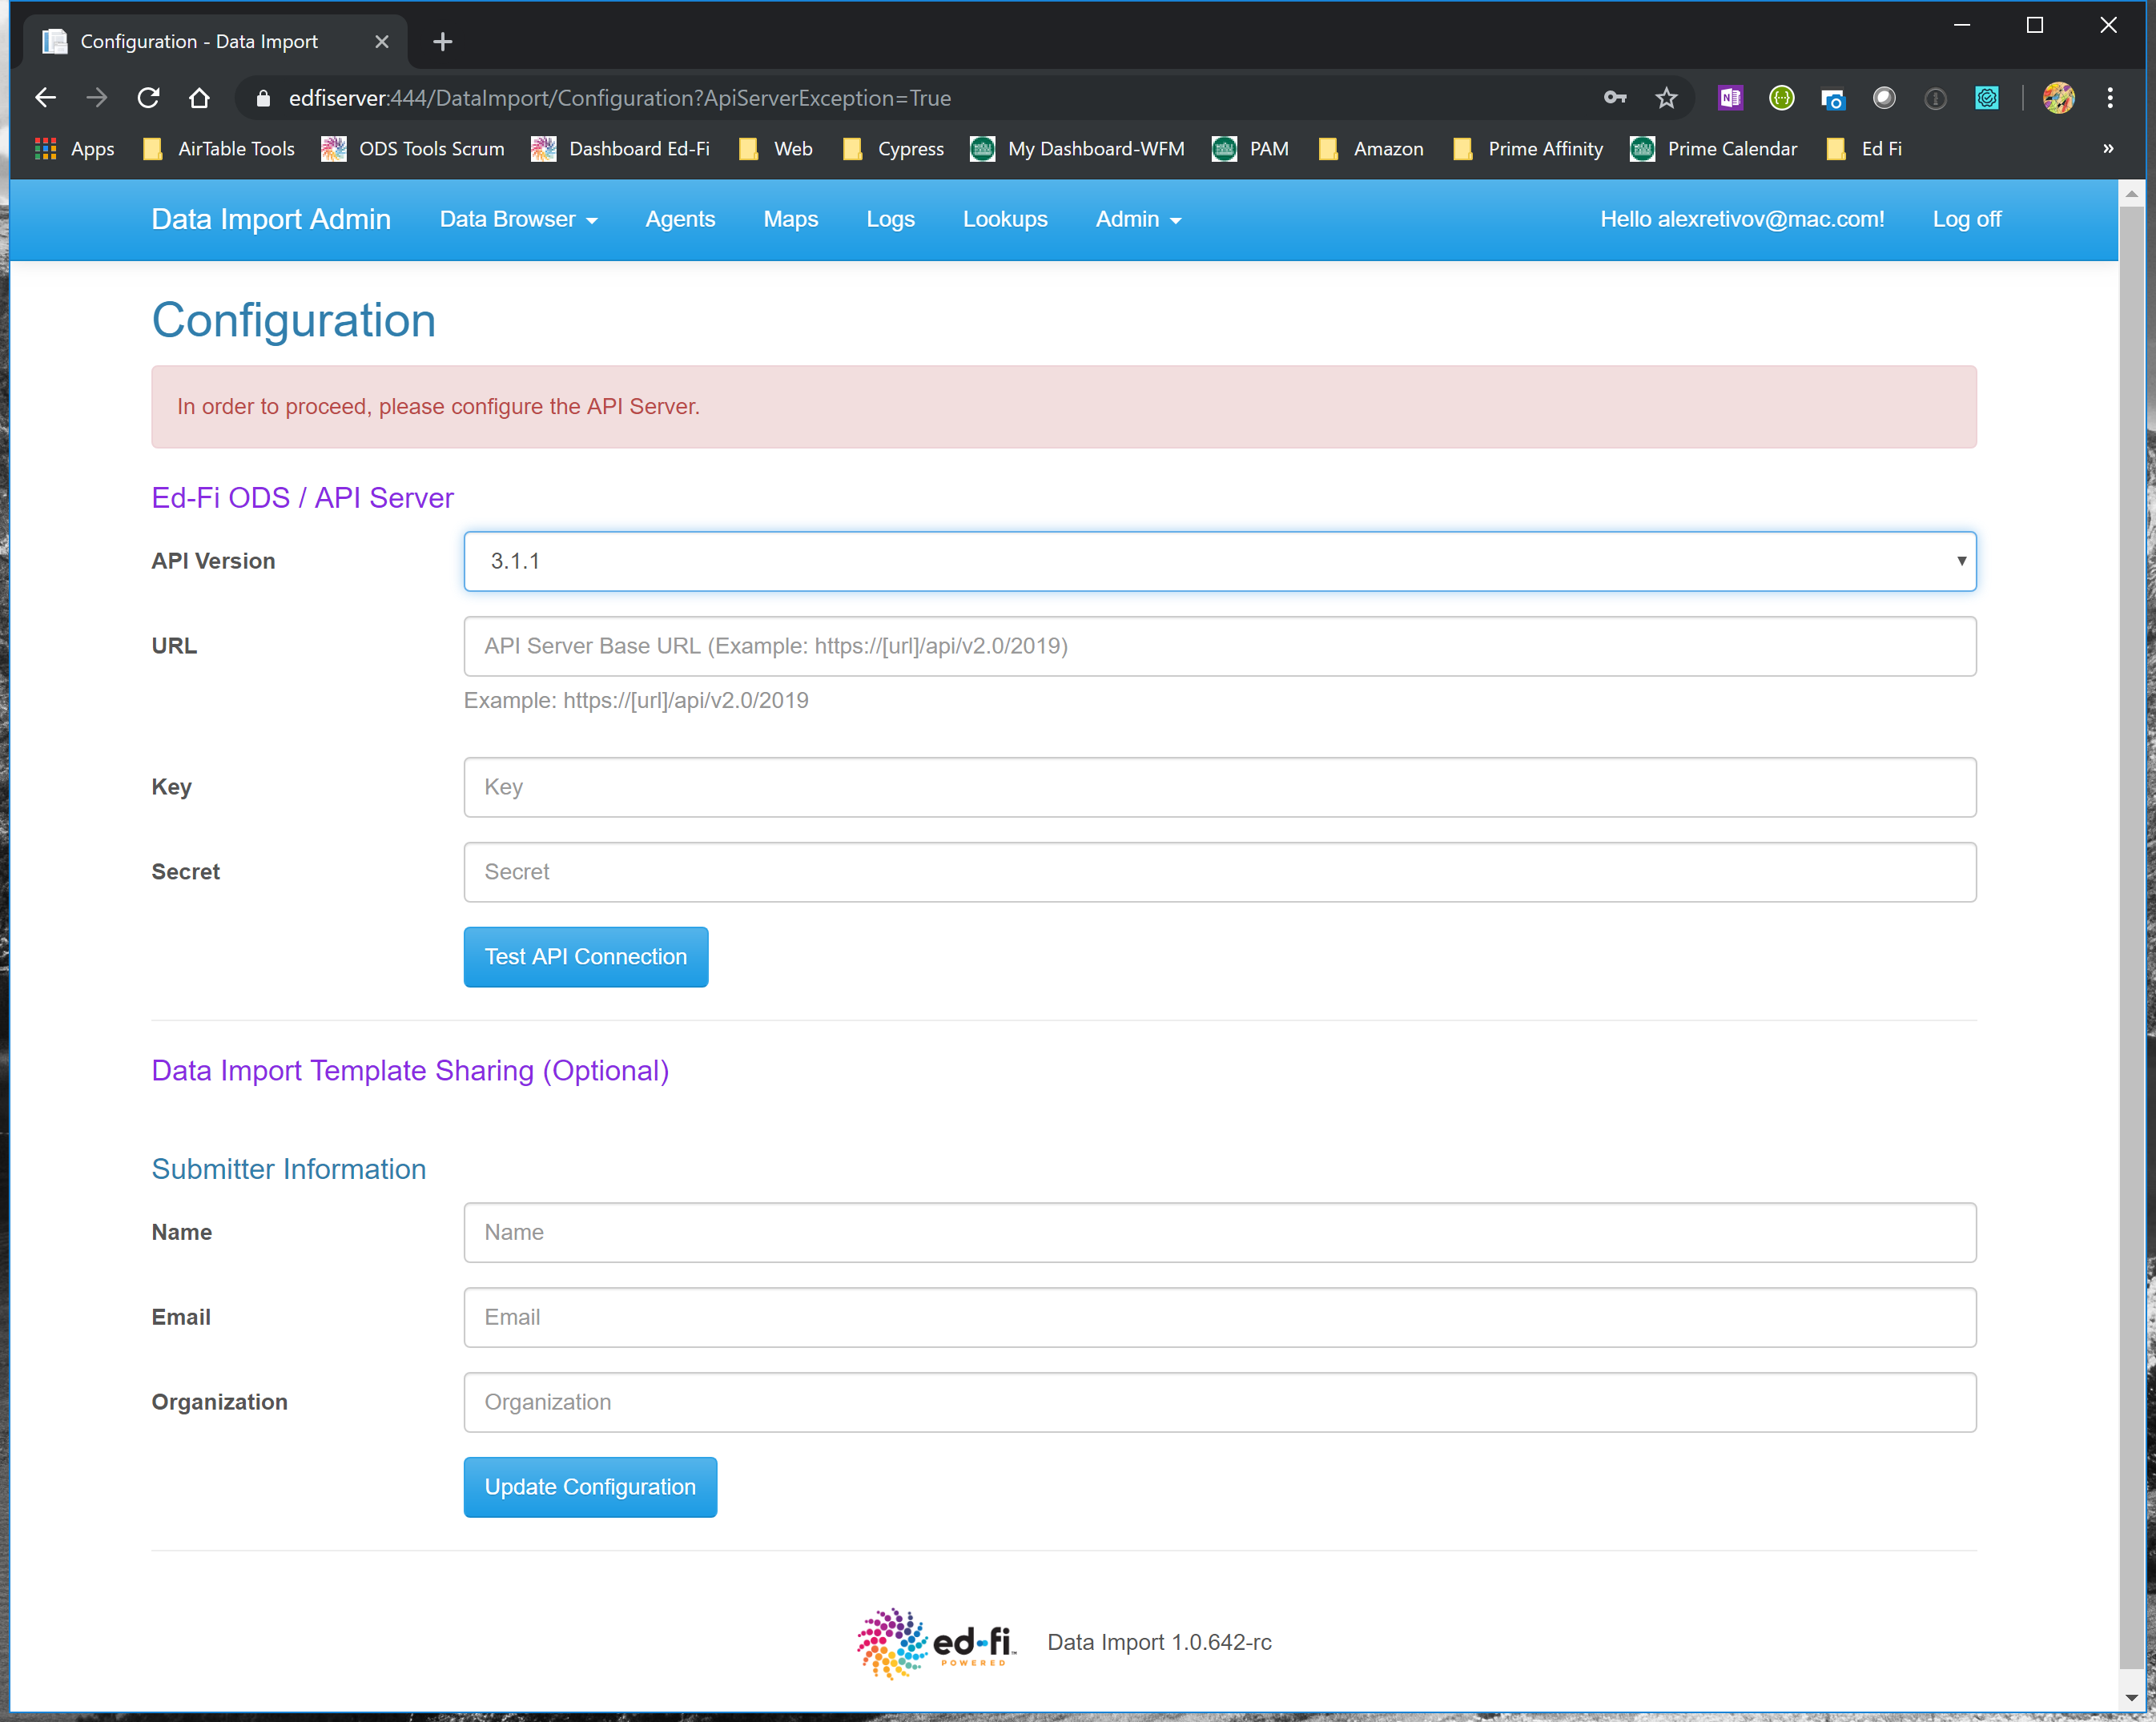 Configuration - Data Import
edfiserver:444/DataImport/Configuration?ApiServerException=True
Apps AirTable Tools ODS Tools Scrum Dashboard Ed-Fi Web Cypress My Dashboard-WFM PAM Amazon Prime Affinity Prime Calendar Ed Fi »
Data Import Admin Data Browser Agents Maps Logs Lookups Admin Hello alexretivov@mac.com! Log off
Configuration
In order to proceed, please configure the API Server.
Ed-Fi ODS / API Server
API Version 3.1.1
URL API Server Base URL (Example: https://[url]/api/v2.0/2019)
Example: https://[url]/api/v2.0/2019
Key Key
Secret Secret
Test API Connection
Data Import Template Sharing (Optional)
Submitter Information
Name Name
Email Email
Organization Organization
Update Configuration
ed-fi™ Data Import 1.0.642-rc
POWERED